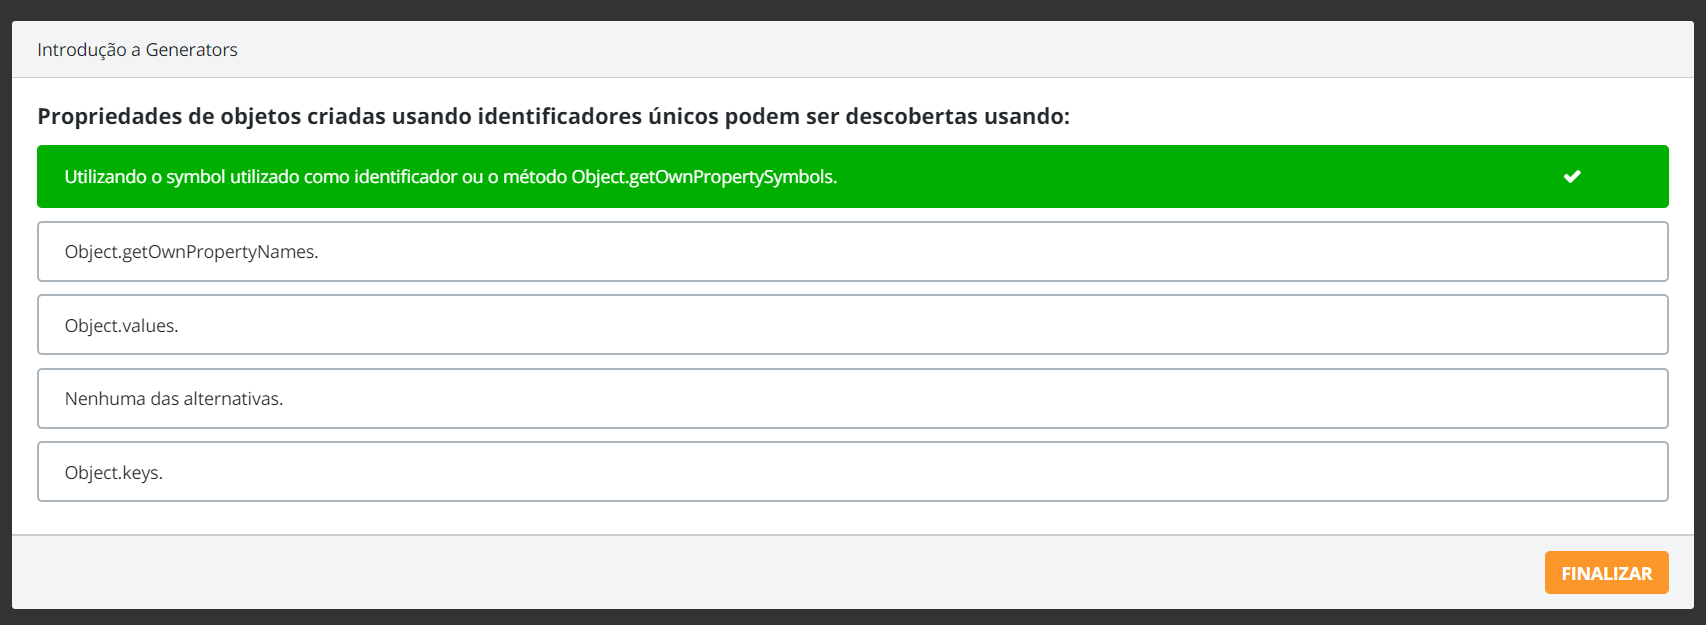 Introdução a Generators
Propriedades de objetos criadas usando identificadores únicos podem ser descobertas usando:
Utilizando o symbol utilizado como identificador ou o método Object.getOwnPropertySymbols.
Object.getOwnPropertyNames.
Object.values.
Nenhuma das alternativas.
Object.keys.
FINALIZAR